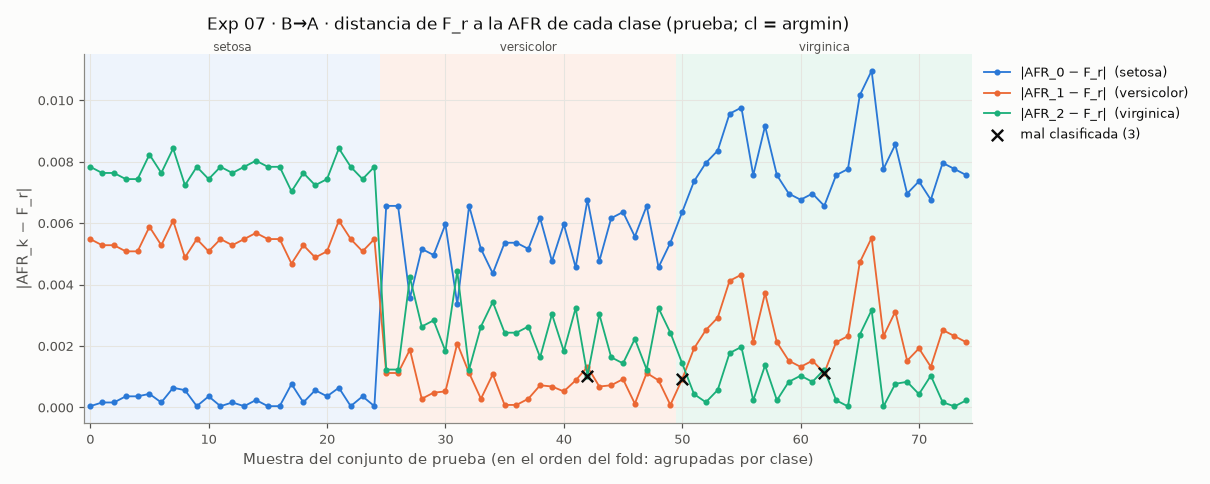 Exp 07 · B→A · distancia de F_r a la AFR de cada clase (prueba; cl = argmin)
setosa
versicolor
virginica
|AFR_0 − F_r| (setosa)
|AFR_1 − F_r| (versicolor)
|AFR_2 − F_r| (virginica)
mal clasificada (3)
|AFR_k − F_r|
0.010
0.008
0.006
0.004
0.002
0.000
0 10 20 30 40 50 60 70
Muestra del conjunto de prueba (en el orden del fold: agrupadas por clase)